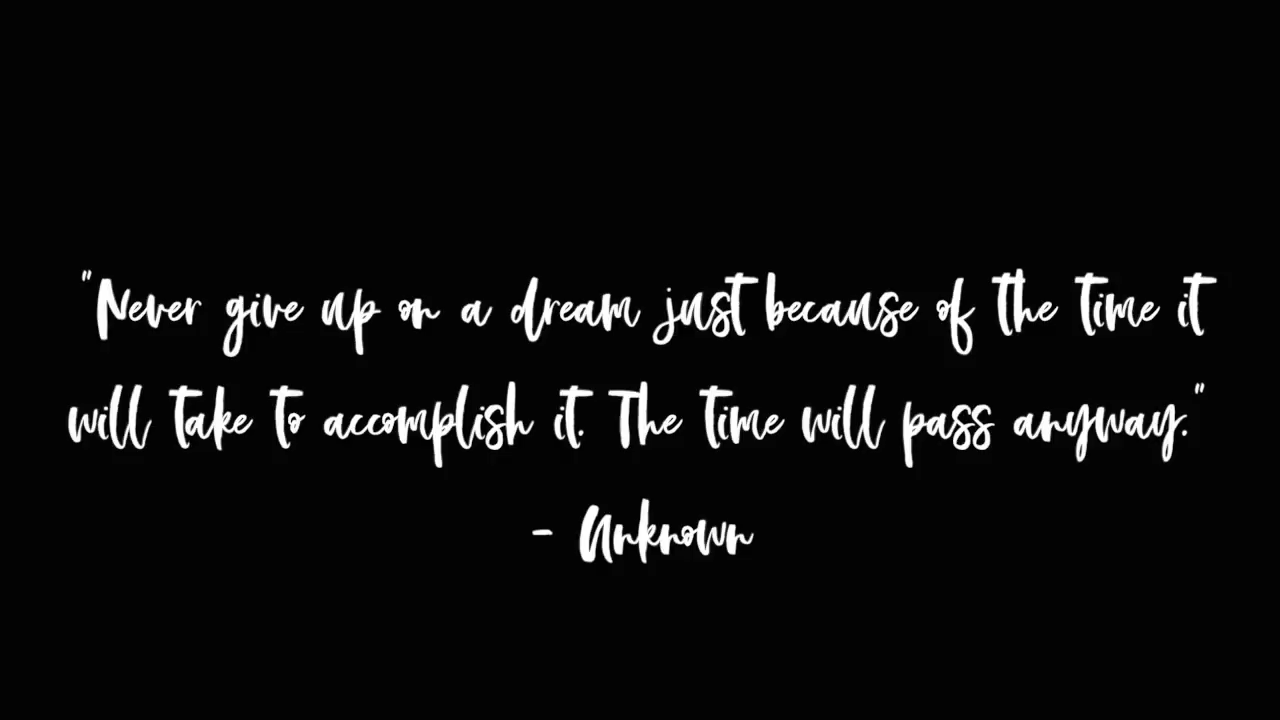 "Never give up on a dream just because of the time it
will take to accomplish it. The time will pass anyway."
- Unknown